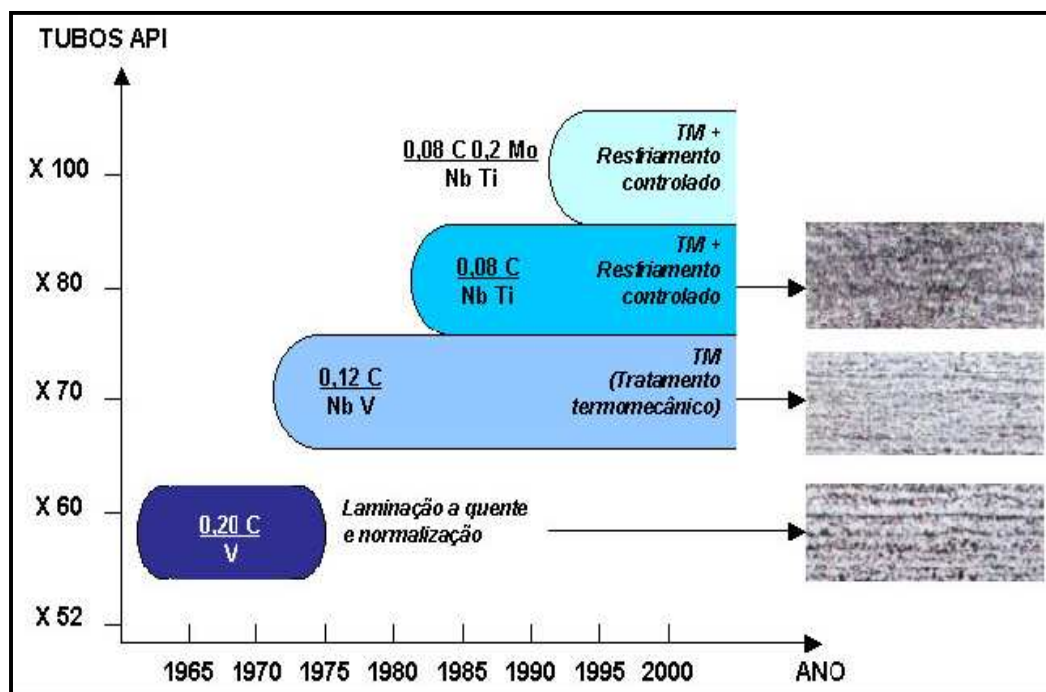 TUBOS API
X 100
0,08 C 0,2 Mo
Nb Ti
TM +
Resfriamento
controlado
X 80
0,08 C
Nb Ti
TM +
Resfriamento
controlado
X 70
0,12 C
Nb V
TM
(Tratamento
termomecânico)
X 60
0,20 C
V
Laminação a quente
e normalização
X 52
1965 1970 1975 1980 1985 1990 1995 2000 ANO